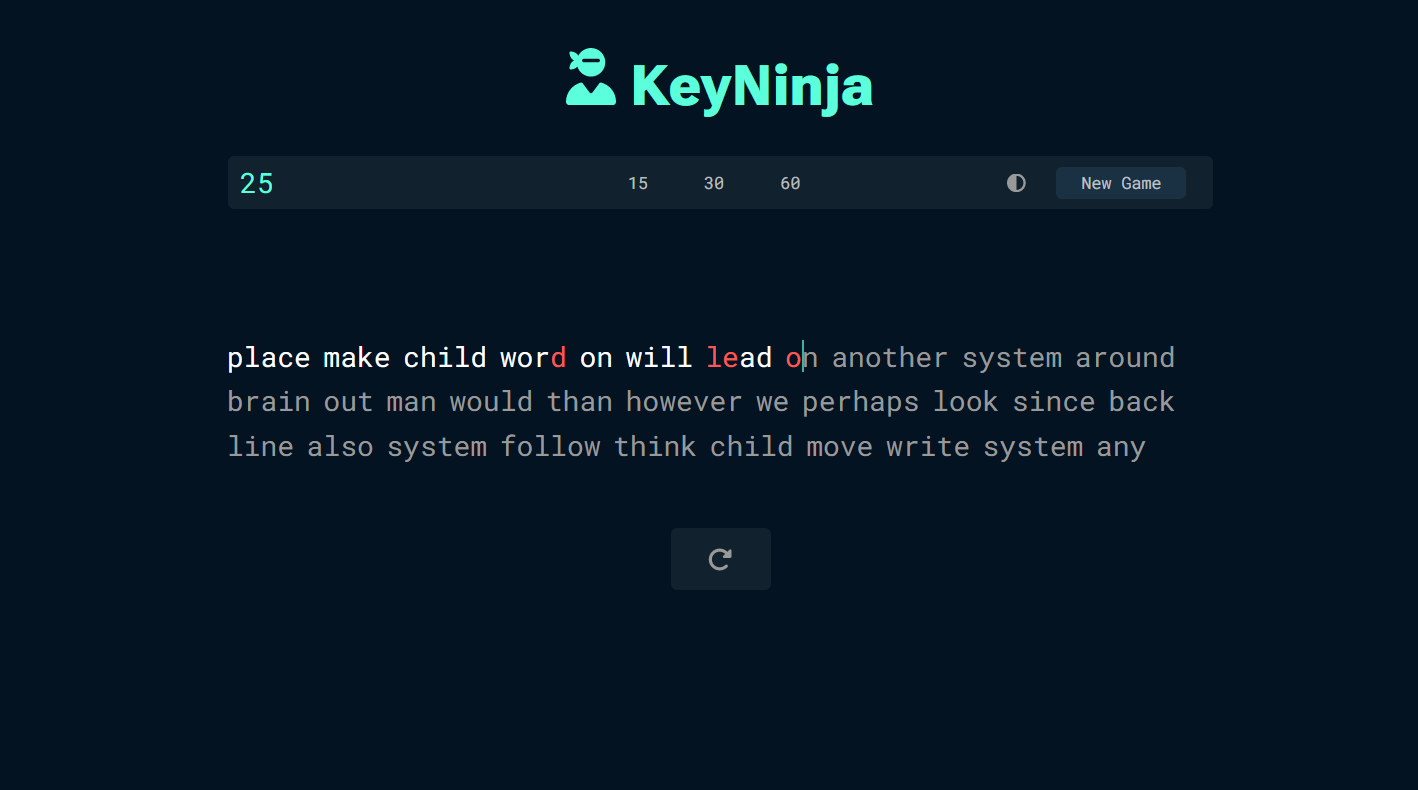 KeyNinja
25 15 30 60 New Game
place make child word on will lead on another system around
brain out man would than however we perhaps look since back
line also system follow think child move write system any